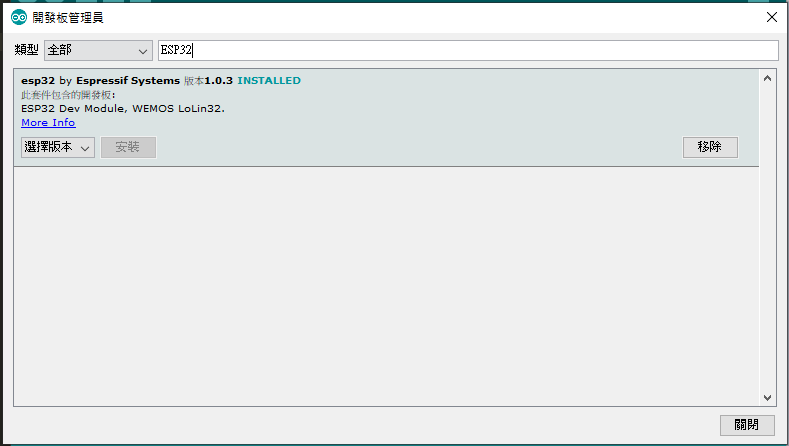 開發板管理員
類型 全部 ESP32
esp32 by Espressif Systems 版本1.0.3 INSTALLED
此套件包含的開發板:
ESP32 Dev Module, WEMOS LoLin32.
More Info
選擇版本 安裝 移除
關閉